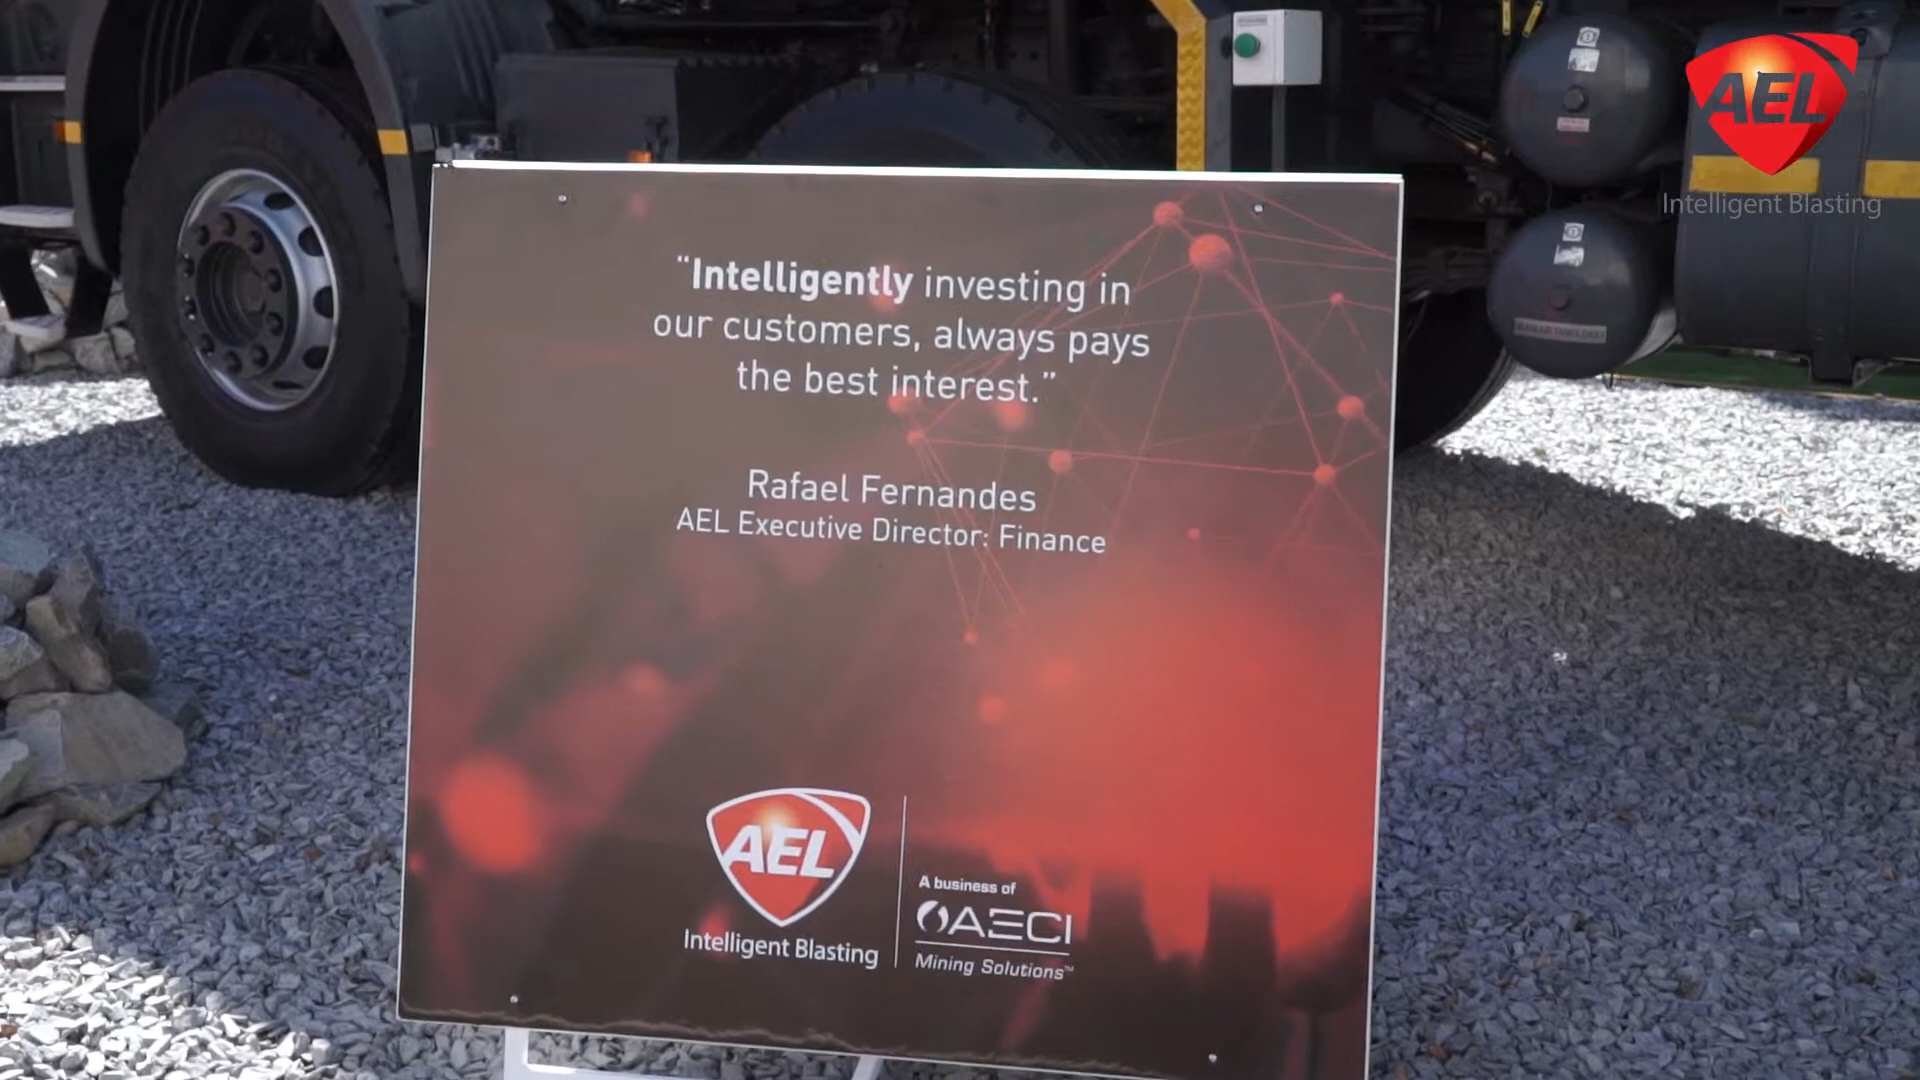 AEL
Intelligent Blasting
“Intelligently investing in
our customers, always pays
the best interest.”
Rafael Fernandes
AEL Executive Director: Finance
AEL
Intelligent Blasting
A business of
AECI
Mining Solutions™